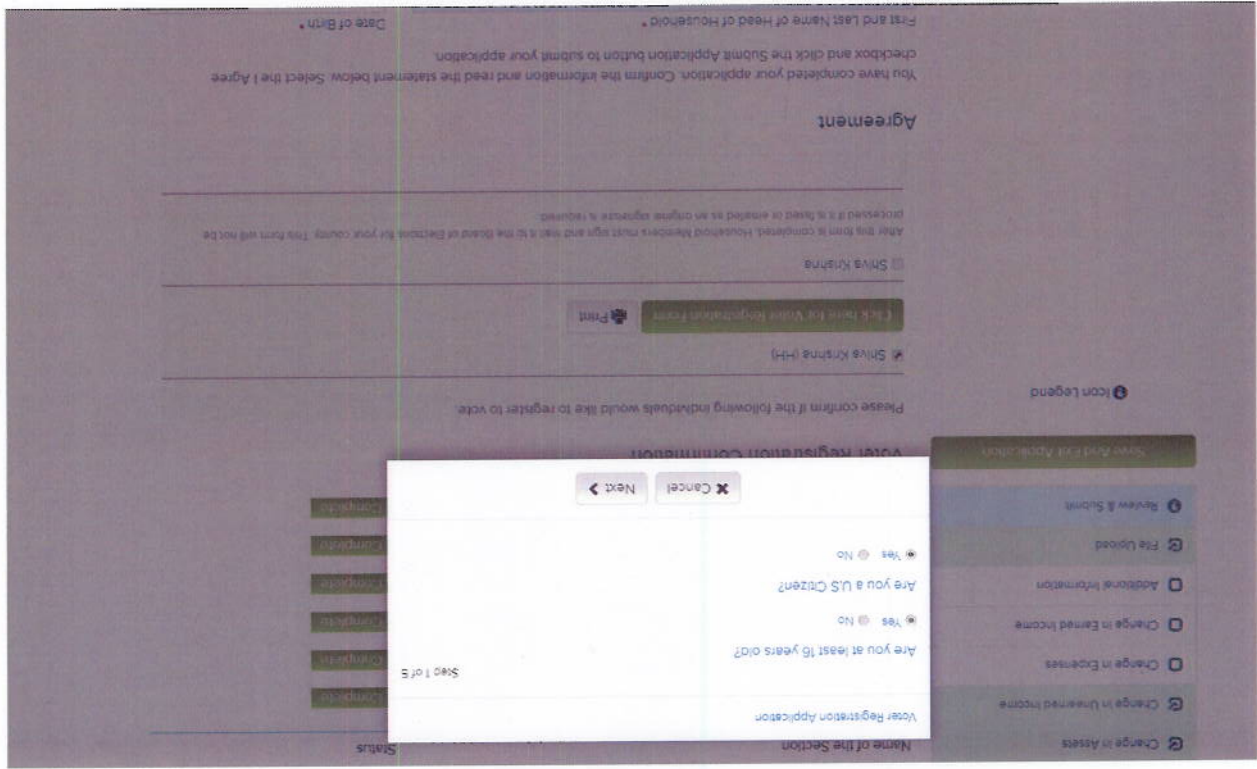 Change in Assets
Change in Unearned Income
Change in Expenses
Change in Earned Income
Additional Information
File Upload
Review & Submit
Save And Exit Application
Icon Legend
Name of the Section
Status
Complete
Complete
Complete
Complete
Complete
Complete
Voter Registration Application
Step 1 of 5
Are you at least 16 years old?
Yes No
Are you a U.S Citizen?
Yes No
Cancel Next
Voter Registration Confirmation
Please confirm if the following individuals would like to register to vote.
Shiva Krishna (HH)
Click here for Voter Registration Form Print
Shiva Krishna
After this form is completed, Household Members must sign and mail it to the Board of Elections for your county. This form will not be
processed if it is faxed or emailed as an original signature is required.
Agreement
You have completed your application. Confirm the information and read the statement below. Select the I Agree
checkbox and click the Submit Application button to submit your application.
First and Last Name of Head of Household *
Date of Birth *